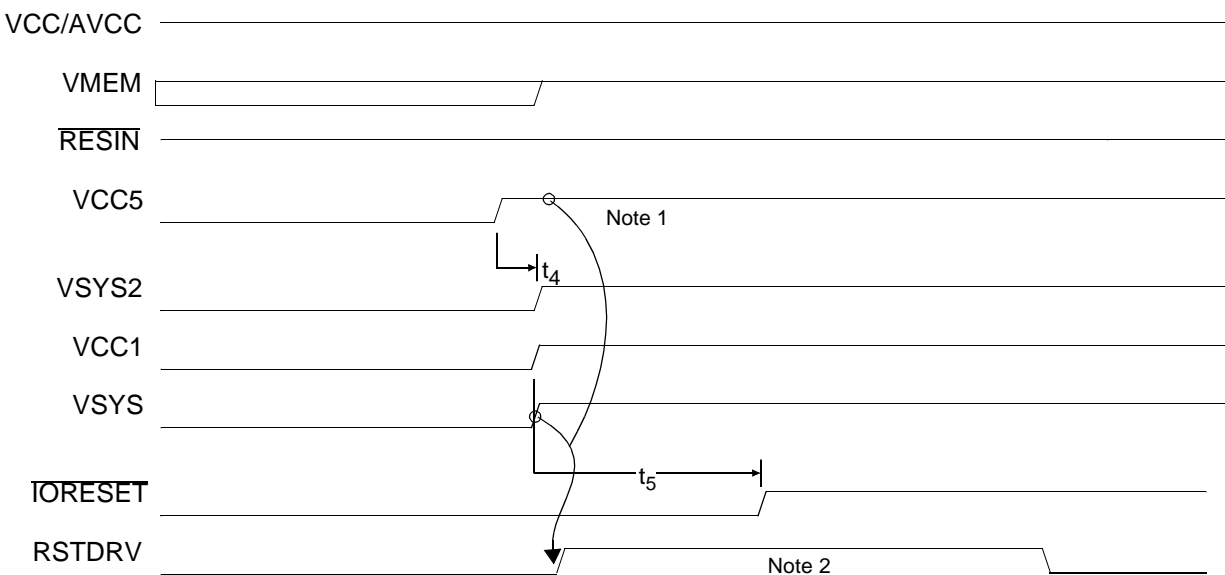 VCC/AVCC
VMEM
RESIN
VCC5
Note 1
t4
VSYS2
VCC1
VSYS
t5
IORESET
RSTDRV
Note 2